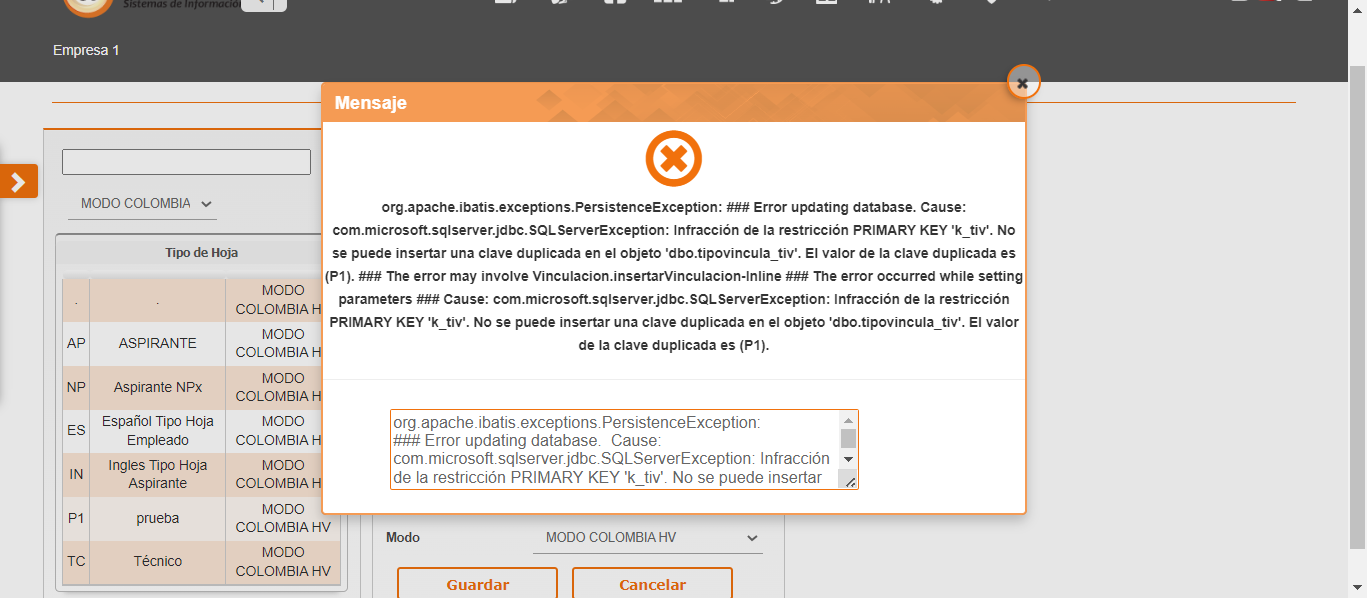 Sistemas de Informació
Empresa 1
Mensaje
org.apache.ibatis.exceptions.PersistenceException: ### Error updating database. Cause:
com.microsoft.sqlserver.jdbc.SQLServerException: Infracción de la restricción PRIMARY KEY 'k_tiv'. No
se puede insertar una clave duplicada en el objeto 'dbo.tipovincula_tiv'. El valor de la clave duplicada es
(P1). ### The error may involve Vinculacion.insertarVinculacion-Inline ### The error occurred while setting
parameters ### Cause: com.microsoft.sqlserver.jdbc.SQLServerException: Infracción de la restricción
PRIMARY KEY 'k_tiv'. No se puede insertar una clave duplicada en el objeto 'dbo.tipovincula_tiv'. El valor
de la clave duplicada es (P1).
org.apache.ibatis.exceptions.PersistenceException:
### Error updating database.  Cause:
com.microsoft.sqlserver.jdbc.SQLServerException: Infracción
de la restricción PRIMARY KEY 'k_tiv'. No se puede insertar
MODO COLOMBIA
Tipo de Hoja
. . MODO
COLOMBIA H
AP ASPIRANTE MODO
COLOMBIA H
NP Aspirante NPx MODO
COLOMBIA H
ES Español Tipo Hoja
Empleado MODO
COLOMBIA H
IN Ingles Tipo Hoja
Aspirante MODO
COLOMBIA H
P1 prueba MODO
COLOMBIA HV
TC Técnico MODO
COLOMBIA HV
Modo MODO COLOMBIA HV
Guardar Cancelar